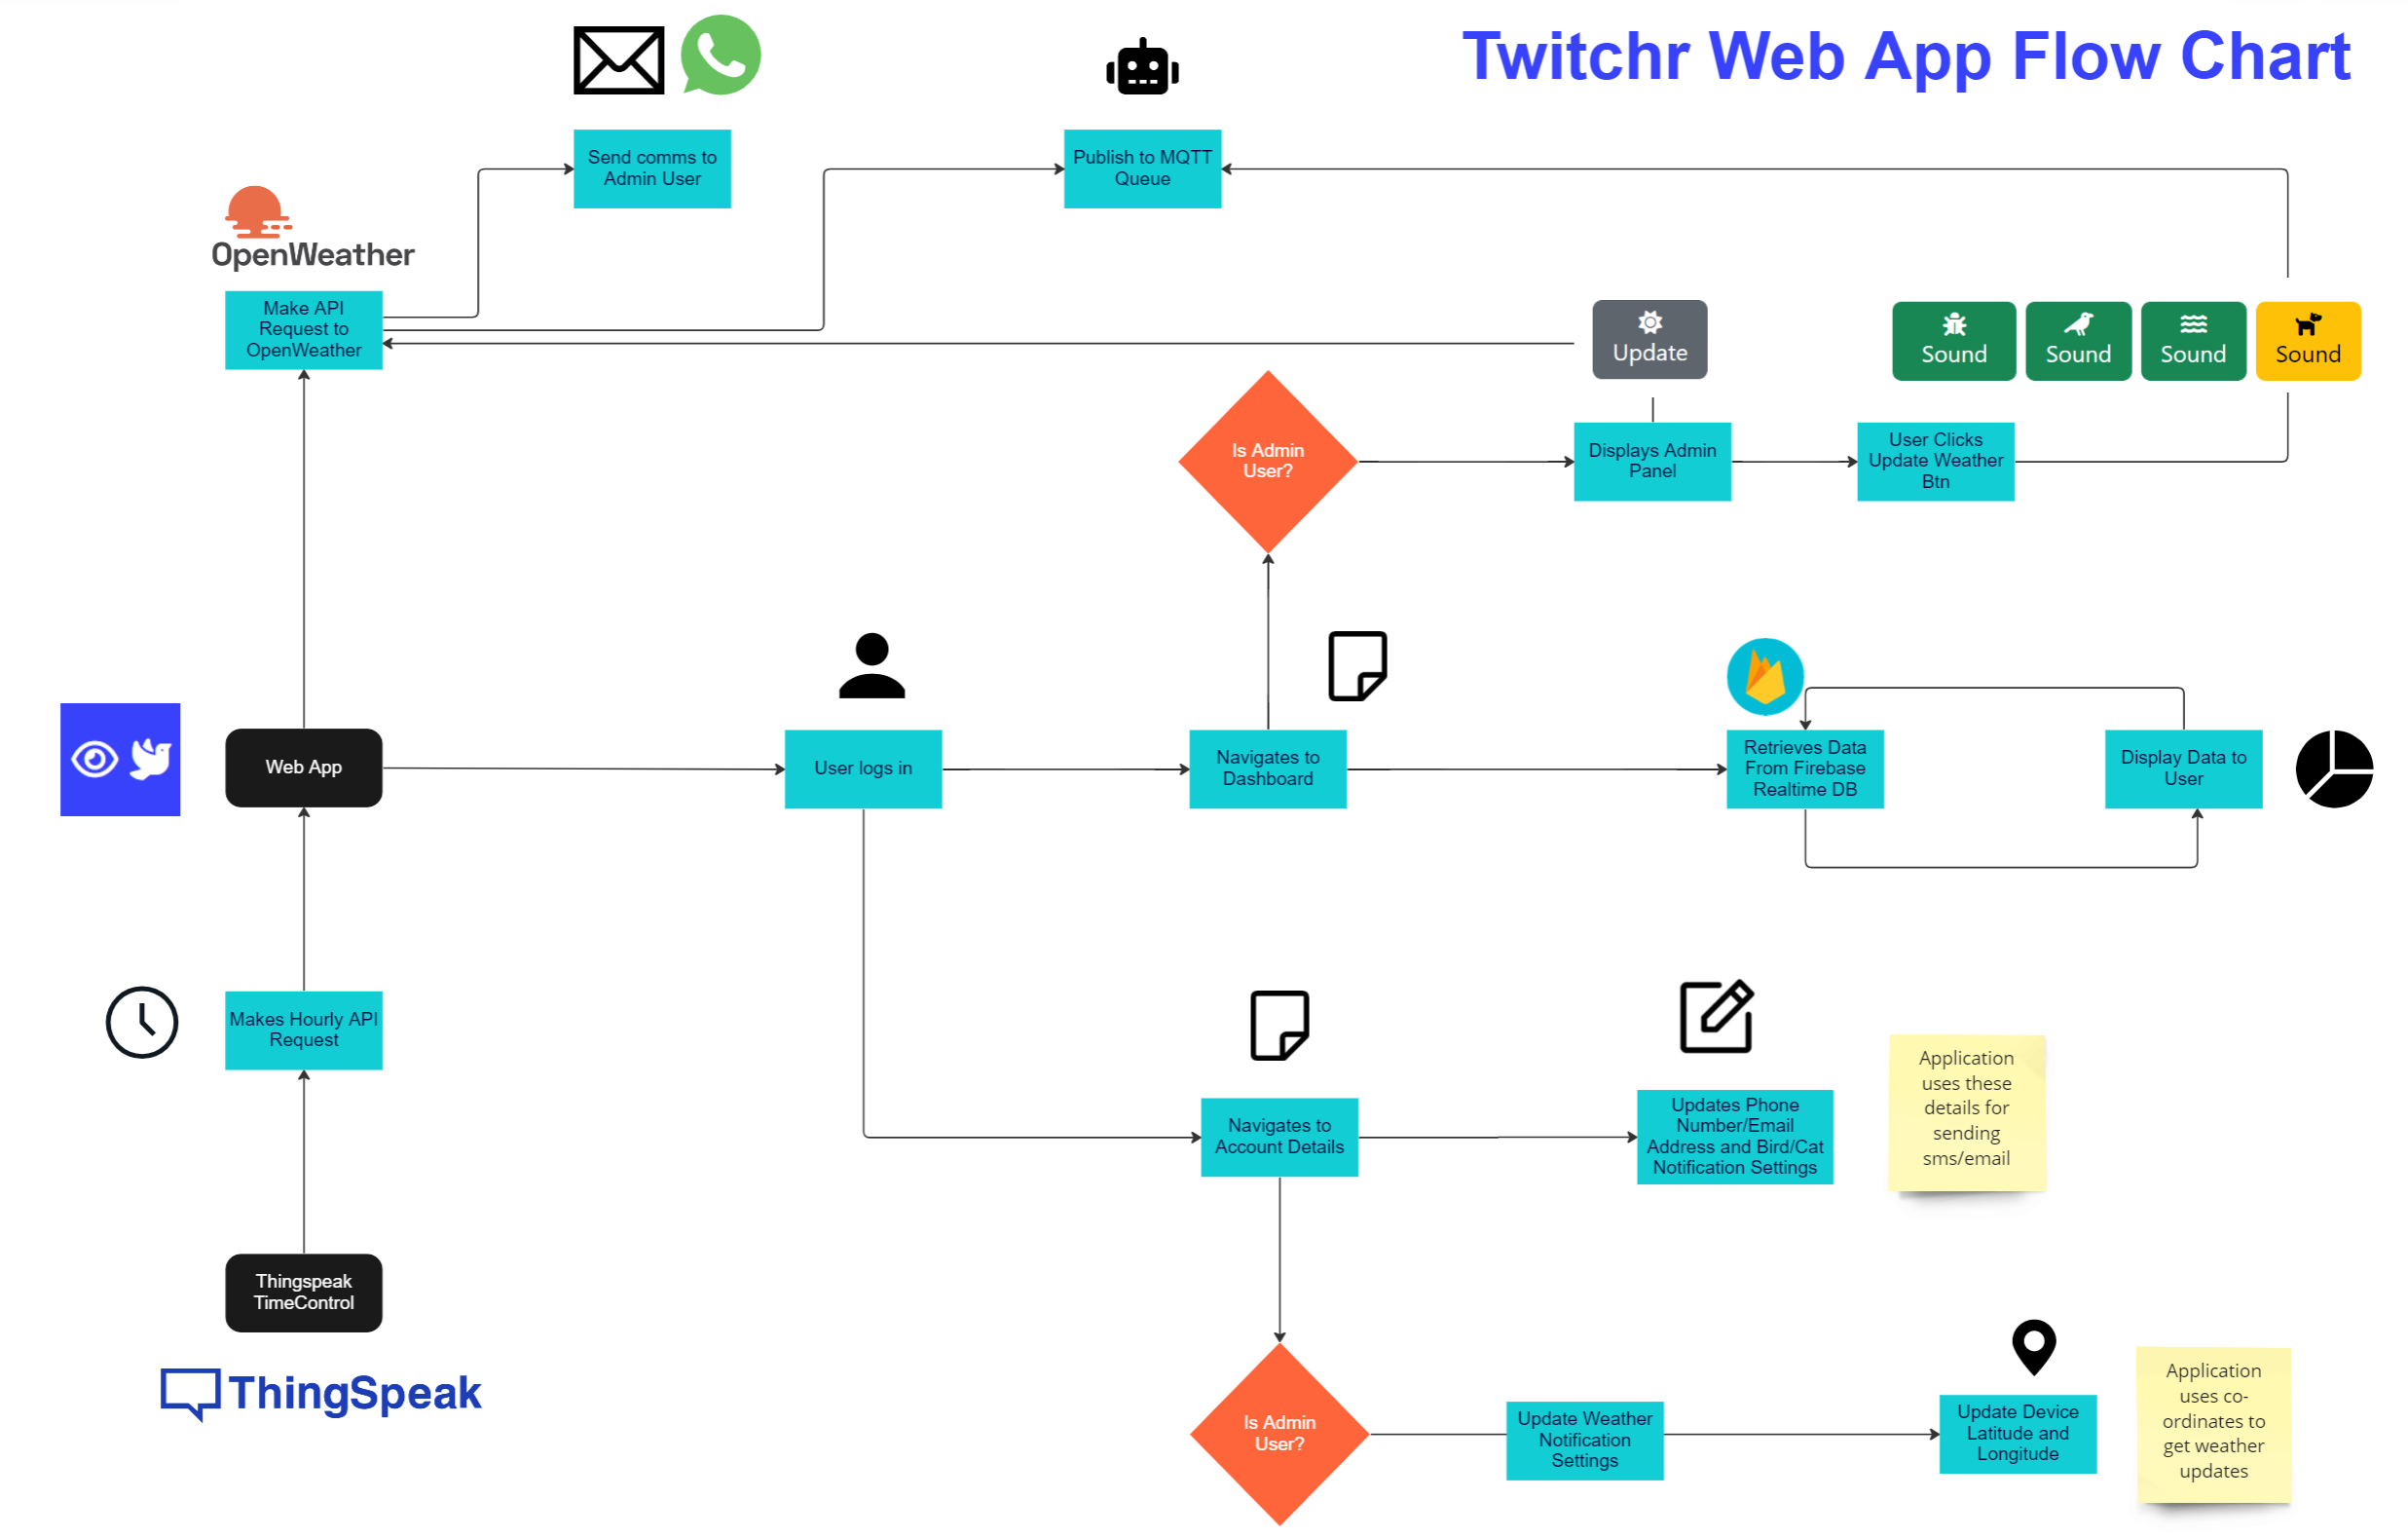 Twitchr Web App Flow Chart
Send comms to
Admin User
Publish to MQTT
Queue
OpenWeather
Make API
Request to
OpenWeather
Update
Sound
Sound
Sound
Sound
Is Admin
User?
Displays Admin
Panel
User Clicks
Update Weather
Btn
Web App
User logs in
Navigates to
Dashboard
Retrieves Data
From Firebase
Realtime DB
Display Data to
User
Makes Hourly API
Request
Navigates to
Account Details
Updates Phone
Number/Email
Address and Bird/Cat
Notification Settings
Application
uses these
details for
sending
sms/email
Thingspeak
TimeControl
ThingSpeak
Is Admin
User?
Update Weather
Notification
Settings
Update Device
Latitude and
Longitude
Application
uses co-
ordinates to
get weather
updates